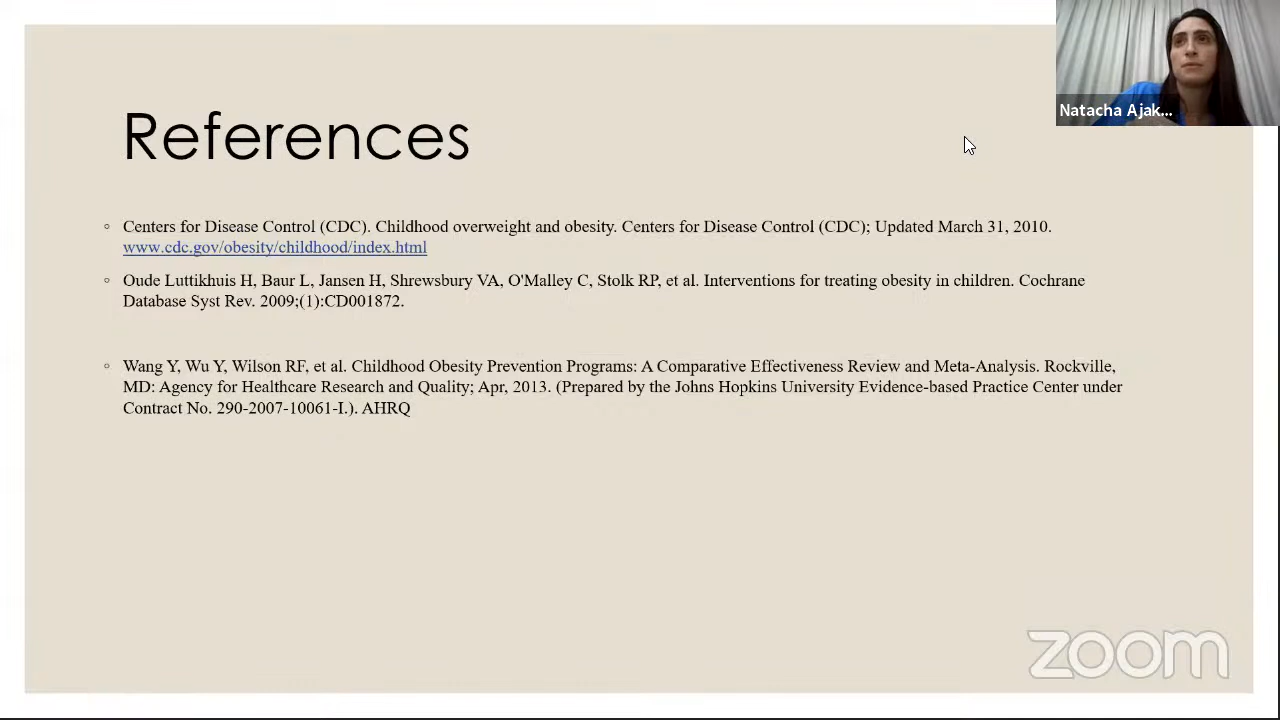 Natacha Ajak...
References
Centers for Disease Control (CDC). Childhood overweight and obesity. Centers for Disease Control (CDC); Updated March 31, 2010.
www.cdc.gov/obesity/childhood/index.html
Oude Luttikhuis H, Baur L, Jansen H, Shrewsbury VA, O'Malley C, Stolk RP, et al. Interventions for treating obesity in children. Cochrane
Database Syst Rev. 2009;(1):CD001872.
Wang Y, Wu Y, Wilson RF, et al. Childhood Obesity Prevention Programs: A Comparative Effectiveness Review and Meta-Analysis. Rockville,
MD: Agency for Healthcare Research and Quality; Apr, 2013. (Prepared by the Johns Hopkins University Evidence-based Practice Center under
Contract No. 290-2007-10061-I.). AHRQ
zoom